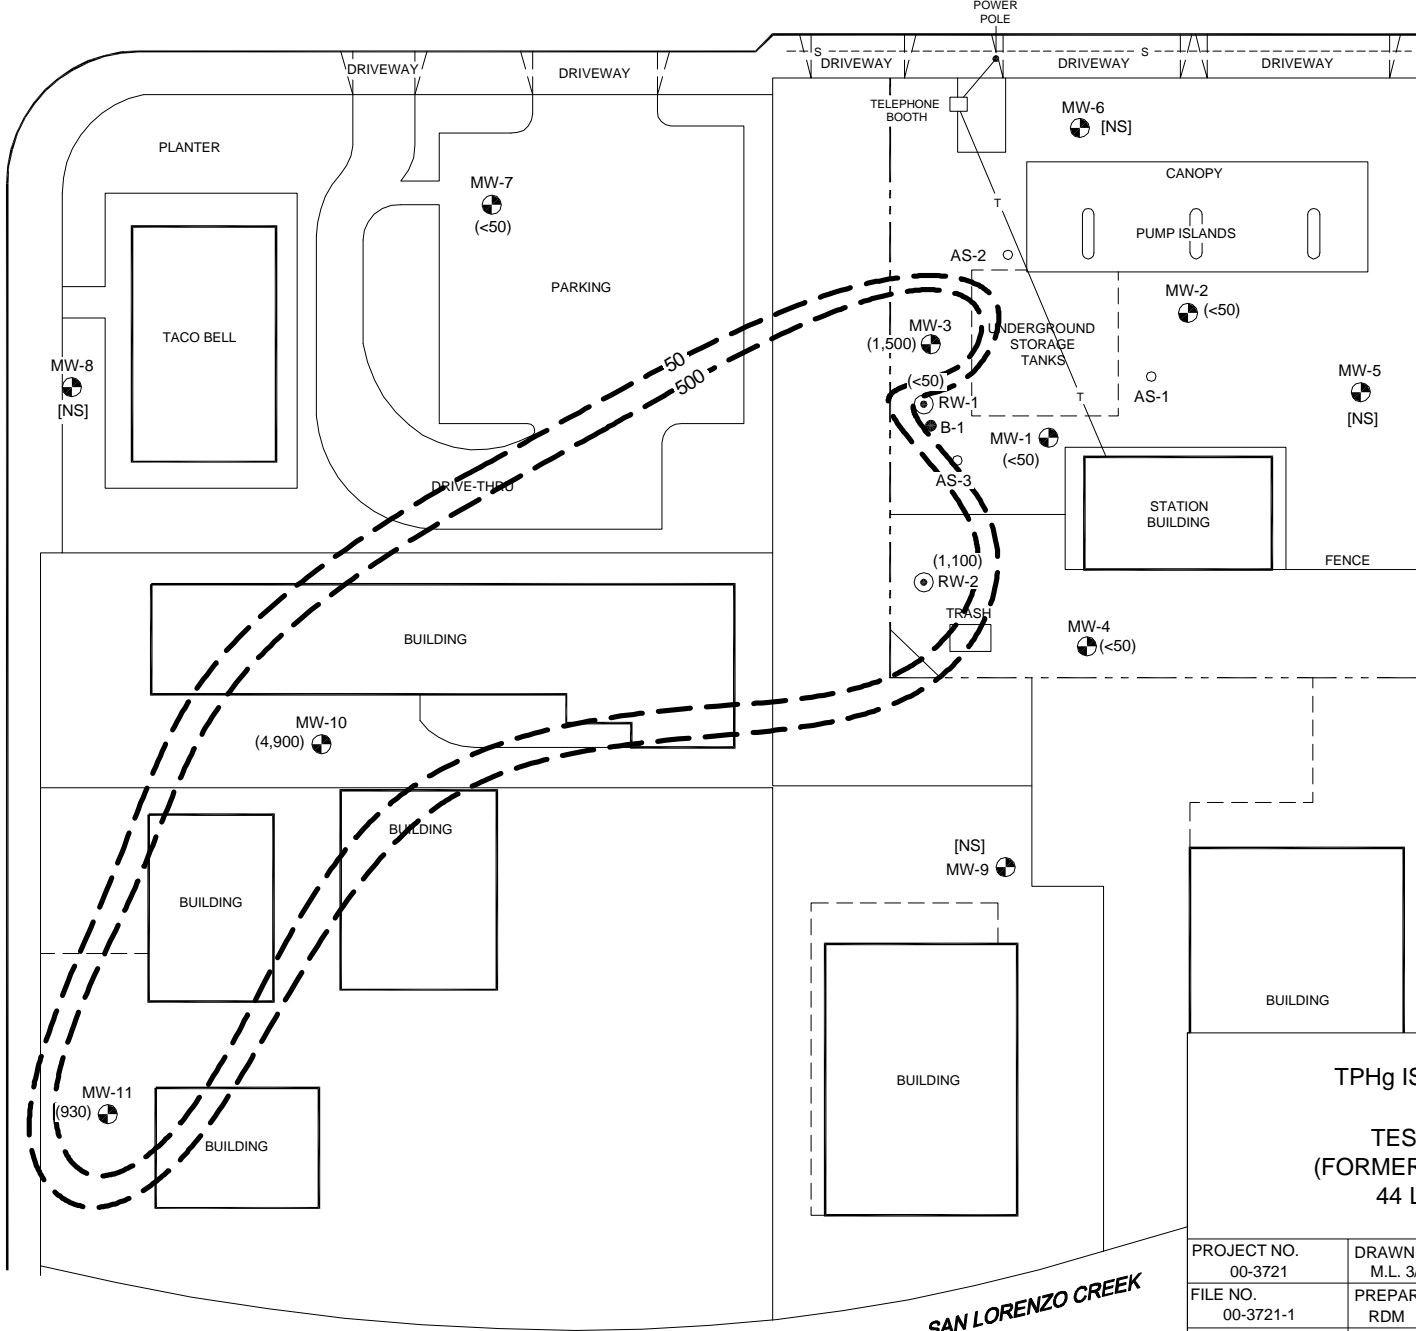 POWER
POLE
S
S
DRIVEWAY
DRIVEWAY
DRIVEWAY
DRIVEWAY
DRIVEWAY
TELEPHONE
BOOTH
MW-6
[NS]
PLANTER
CANOPY
MW-7
(<50)
T
PUMP ISLANDS
AS-2
PARKING
MW-2
(<50)
TACO BELL
MW-3
(1,500)
UNDERGROUND
STORAGE
TANKS
50
500
MW-8
[NS]
(<50)
RW-1
T
AS-1
MW-5
[NS]
B-1
MW-1
(<50)
AS-3
DRIVE-THRU
STATION
BUILDING
(1,100)
RW-2
FENCE
TRASH
MW-4
(<50)
BUILDING
MW-10
(4,900)
BUILDING
[NS]
MW-9
BUILDING
BUILDING
BUILDING
MW-11
(930)
BUILDING
TPHg IS
TES
(FORMER
44 L
PROJECT NO.
00-3721
DRAWN
M.L. 3/
FILE NO.
00-3721-1
PREPAR
RDM
SAN LORENZO CREEK